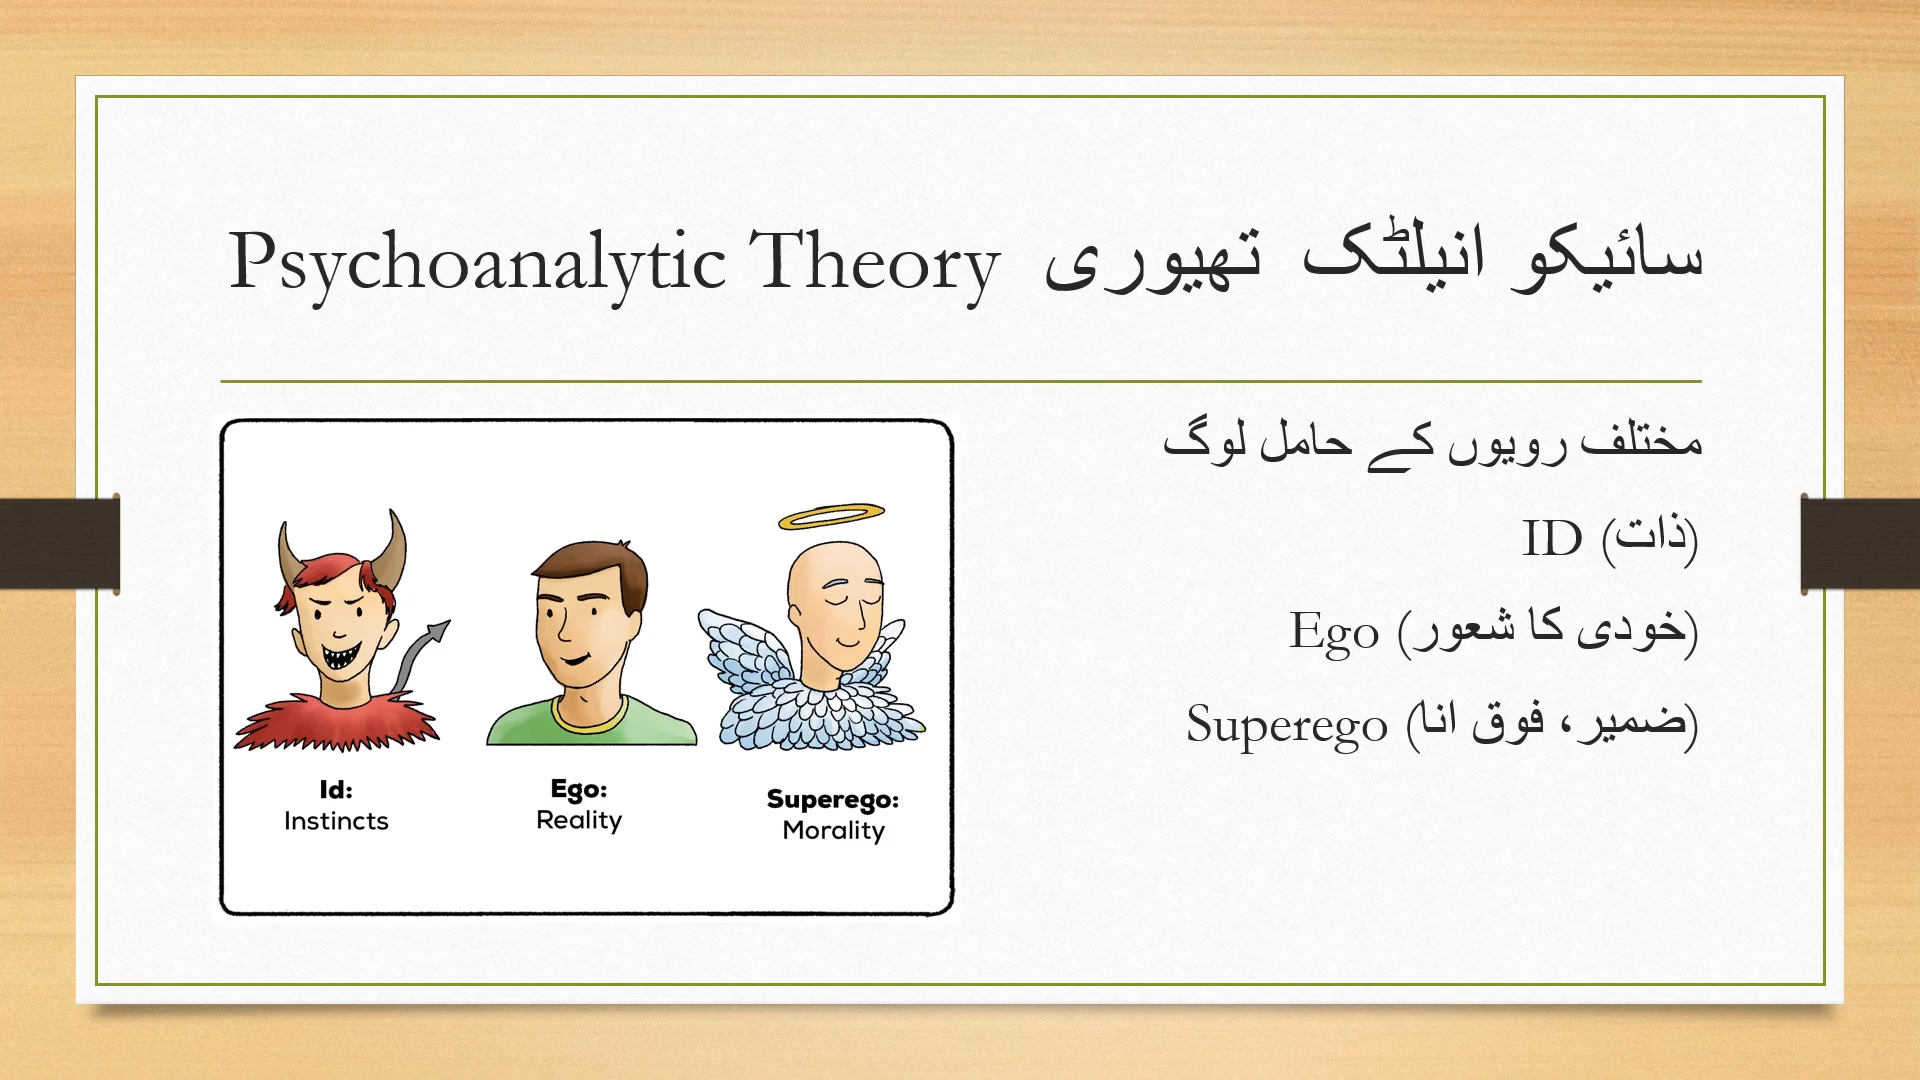 سائیکو انیلٹک تھیوری Psychoanalytic Theory
مختلف رویوں کے حامل لوگ
(ذات) ID
(خودی کا شعور) Ego
(ضمیر، فوق انا) Superego
Id:
Instincts
Ego:
Reality
Superego:
Morality